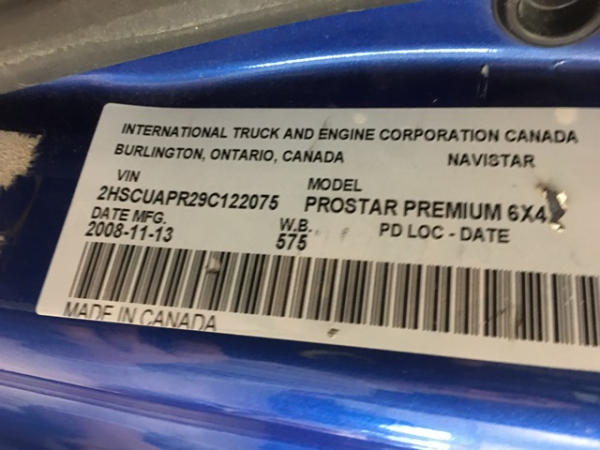 INTERNATIONAL TRUCK AND ENGINE CORPORATION CANADA
BURLINGTON, ONTARIO, CANADA NAVISTAR
VIN MODEL
2HSCUAPR29C122075 PROSTAR PREMIUM 6X4
DATE MFG. W.B. PD LOC - DATE
2008-11-13 575
MADE IN CANADA